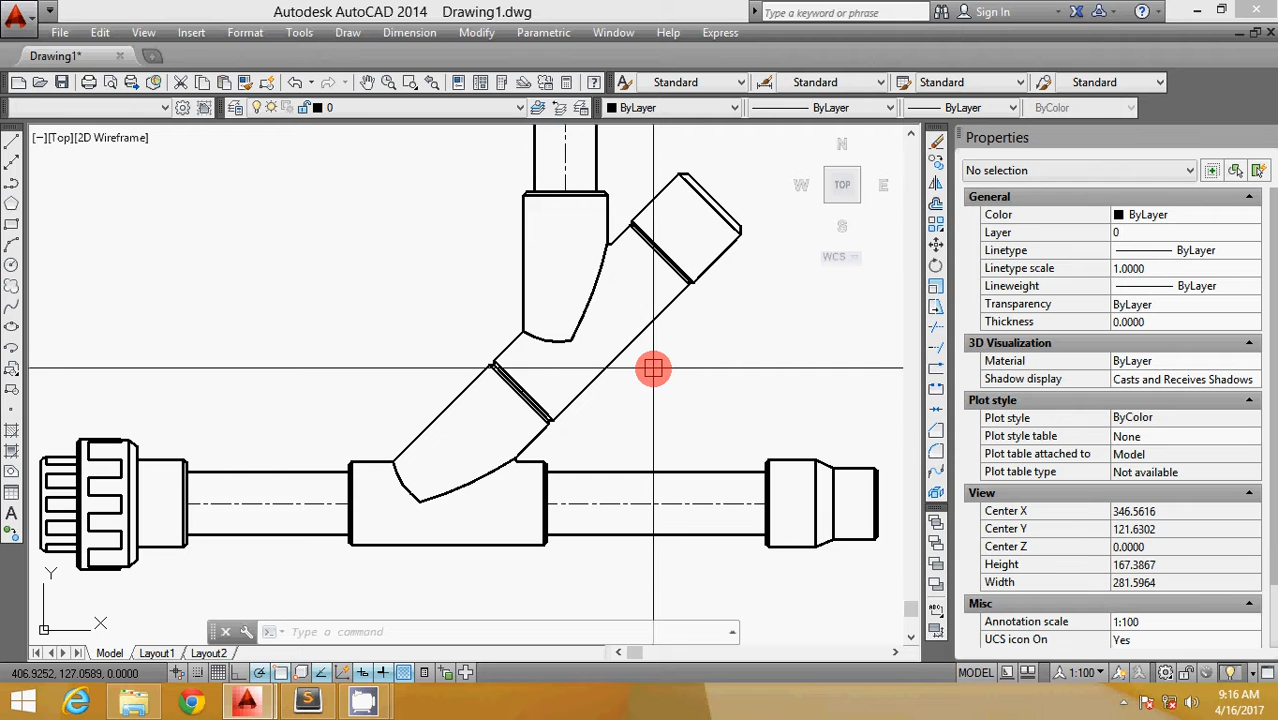 Autodesk AutoCAD 2014 Drawing1.dwg
Type a keyword or phrase
Sign In
File Edit View Insert Format Tools Draw Dimension Modify Parametric Window Help Express
Drawing1*
Standard Standard Standard Standard
0 ByLayer ByLayer ByLayer ByColor
[−][Top][2D Wireframe]
N
W TOP E
S
WCS
Properties
No selection
General
Color ByLayer
Layer 0
Linetype ByLayer
Linetype scale 1.0000
Lineweight ByLayer
Transparency ByLayer
Thickness 0.0000
3D Visualization
Material ByLayer
Shadow display Casts and Receives Shadows
Plot style
Plot style ByColor
Plot style table None
Plot table attached to Model
Plot table type Not available
View
Center X 346.5616
Center Y 121.6302
Center Z 0.0000
Height 167.3867
Width 281.5964
Misc
Annotation scale 1:100
UCS icon On Yes
Y
X
Type a command
Model Layout1 Layout2
406.9252, 127.0589, 0.0000
MODEL
1:100
9:16 AM
4/16/2017